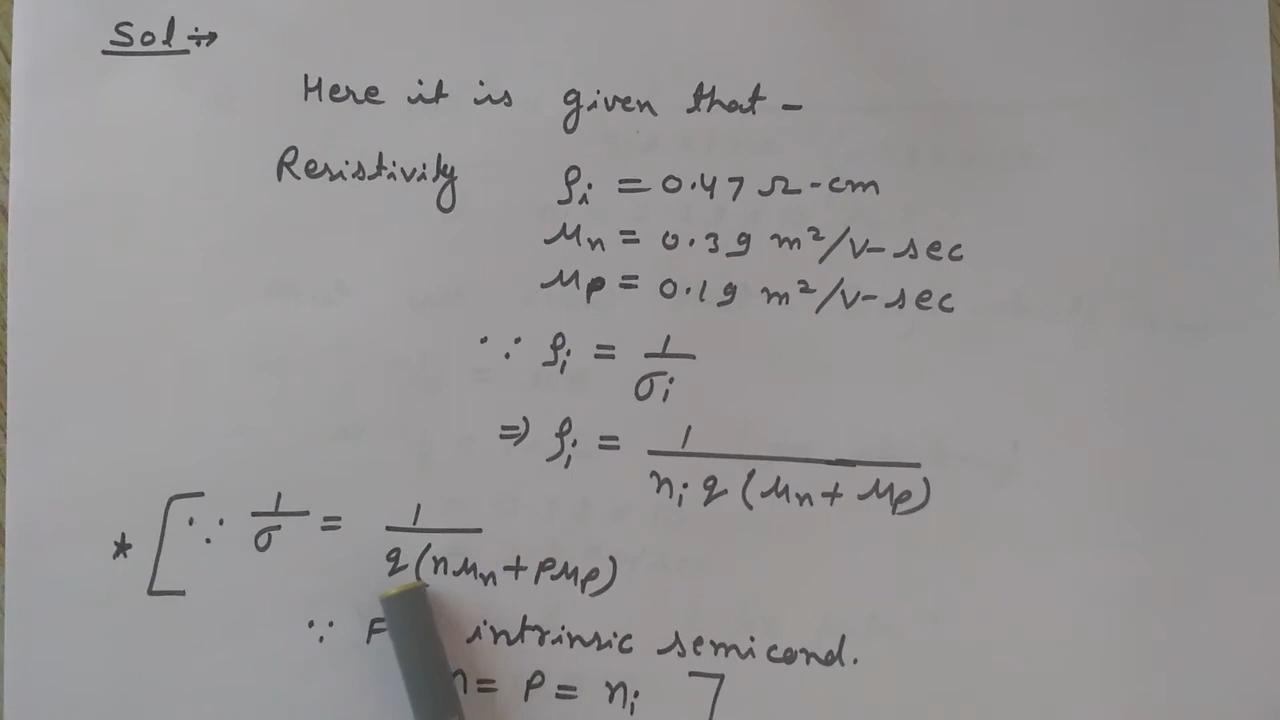 Sol ÷→
Here it is given that -
Resistivity ρi = 0.47 Ω-cm
μn = 0.39 m²/V-sec
μp = 0.19 m²/V-sec
∵ ρi = 1/σi
⇒ ρi = 1/(ni q (μn + μp))
* [∵ 1/σ = 1/(q(nμn + pμp))
∵ intrinsic semicond.
= p = ni ]